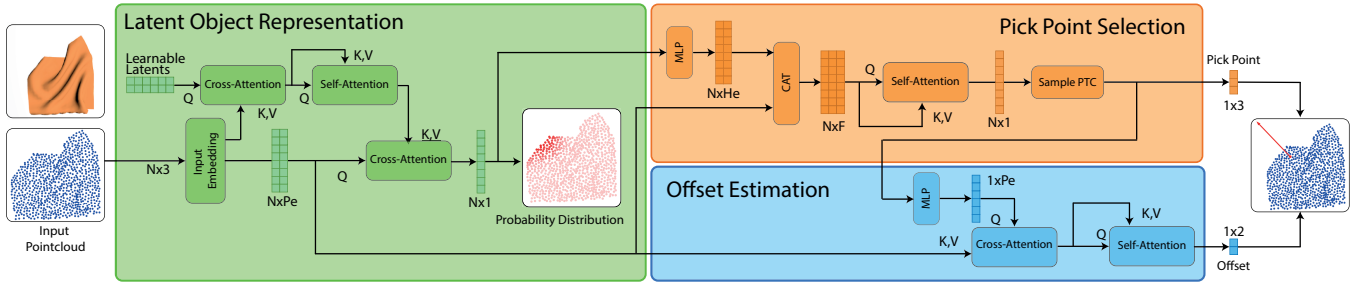 Latent Object Representation
Learnable
Latents
Q
Cross-Attention
K,V
Q
Self-Attention
K,V
Input
Embedding
Nx3
NxPe
Q
K,V
Cross-Attention
Nx1
Probability Distribution
Input
Pointcloud
Pick Point Selection
MLP
NxHe
CAT
NxF
Q
Self-Attention
K,V
Nx1
Sample PTC
Pick Point
1x3
Offset Estimation
MLP
1xPe
Q
K,V
Cross-Attention
K,V
Q
Self-Attention
1x2
Offset